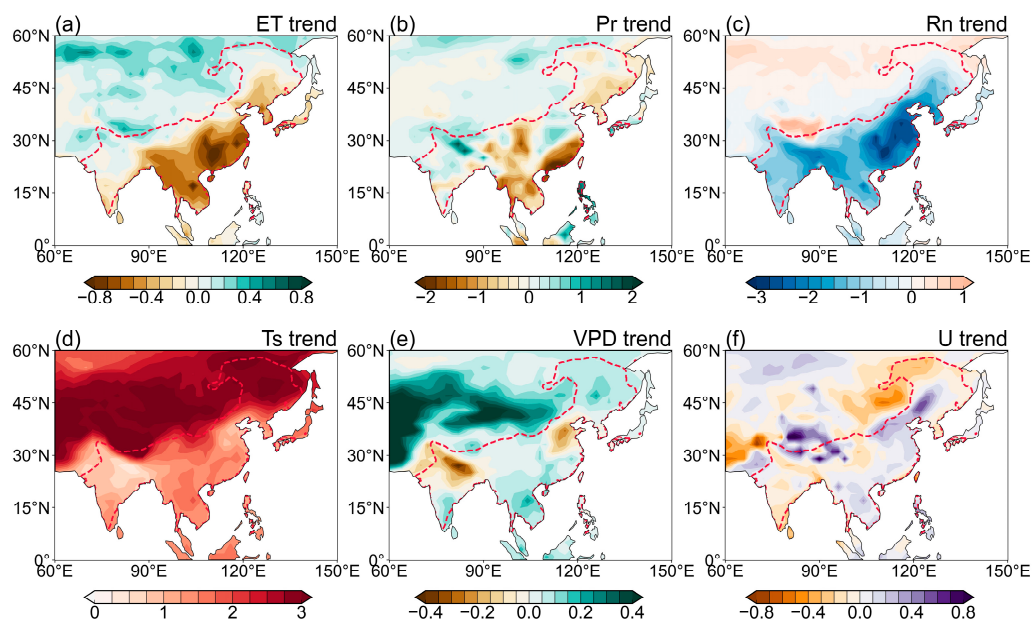 (a) ET trend (b) Pr trend (c) Rn trend
60°N 60°N 60°N
45°N 45°N 45°N
30°N 30°N 30°N
15°N 15°N 15°N
0° 0° 0°
60°E 90°E 120°E 150°E 60°E 90°E 120°E 150°E 60°E 90°E 120°E 150°E
−0.8 −0.4 0.0 0.4 0.8 −2 −1 0 1 2 −3 −2 −1 0 1
(d) Ts trend (e) VPD trend (f) U trend
60°N 60°N 60°N
45°N 45°N 45°N
30°N 30°N 30°N
15°N 15°N 15°N
0° 0° 0°
60°E 90°E 120°E 150°E 60°E 90°E 120°E 150°E 60°E 90°E 120°E 150°E
0 1 2 3 −0.4 −0.2 0.0 0.2 0.4 −0.8 −0.4 0.0 0.4 0.8